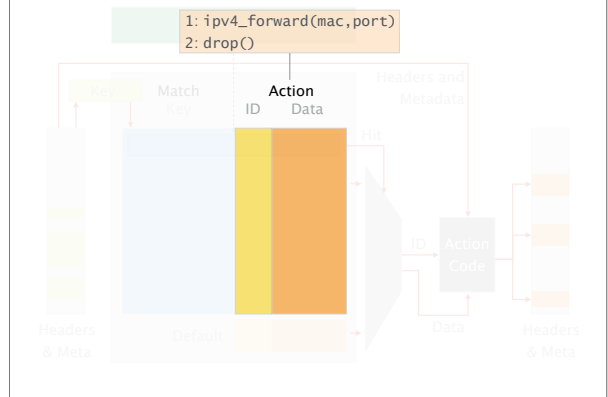 1: ipv4_forward(mac,port)
2: drop()
Headers and
Metadata
Key
Match
Action
Key
ID
Data
Hit
ID
Action
Code
Data
Default
Headers
& Meta
Headers
& Meta